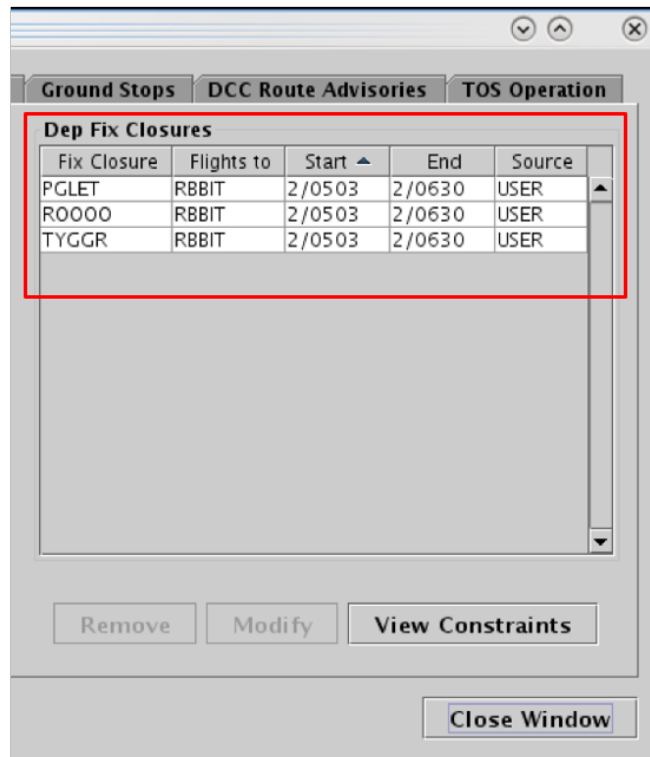 Ground Stops DCC Route Advisories TOS Operation
Dep Fix Closures
Fix Closure Flights to Start End Source
PGLET RBBIT 2/0503 2/0630 USER
ROOOO RBBIT 2/0503 2/0630 USER
TYGGR RBBIT 2/0503 2/0630 USER
Remove Modify View Constraints
Close Window